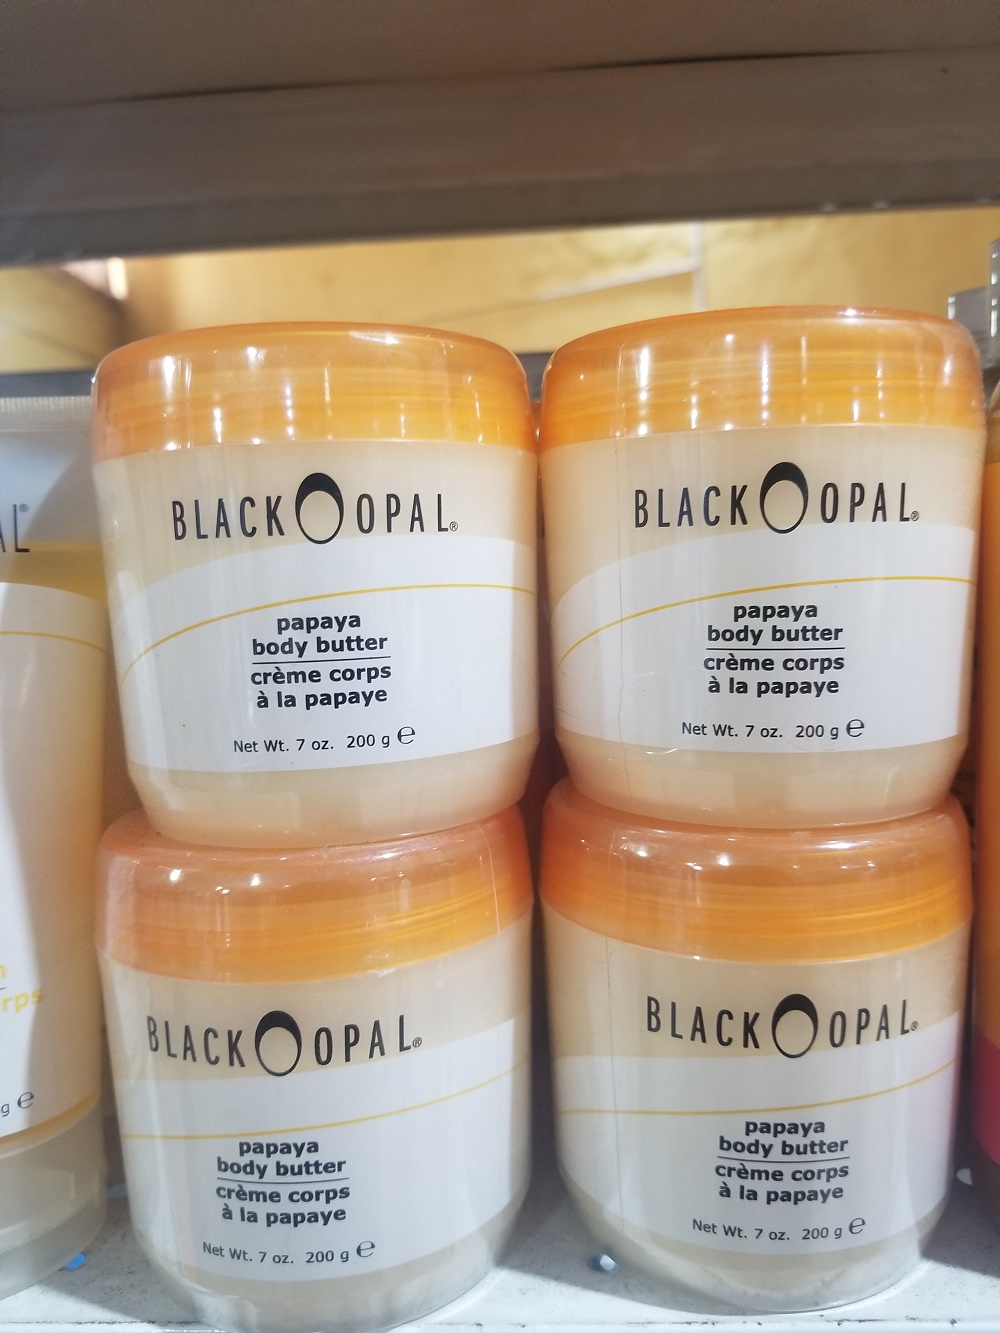 BLACK OPAL®
papaya
body butter
crème corps
à la papaye
Net Wt. 7 oz. 200 g ℮
BLACK OPAL®
papaya
body butter
crème corps
à la papaye
Net Wt. 7 oz. 200 g ℮
BLACK OPAL®
papaya
body butter
crème corps
à la papaye
Net Wt. 7 oz. 200 g ℮
BLACK OPAL®
papaya
body butter
crème corps
à la papaye
Net Wt. 7 oz. 200 g ℮
AL®
rps
g ℮